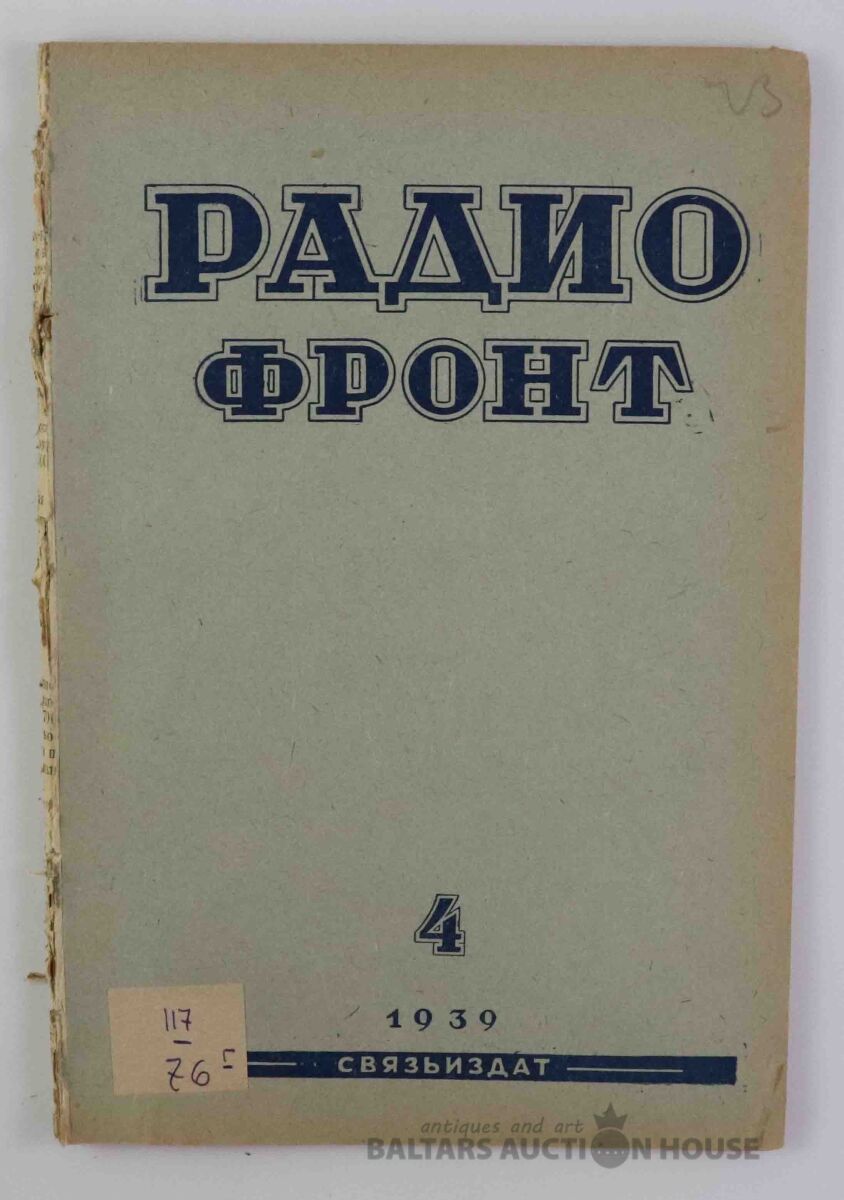 РАДИО
ФРОНТ
4
1939
СВЯЗЬИЗДАТ
117
76 г
antiques and art
BALTARS AUCTION HOUSE